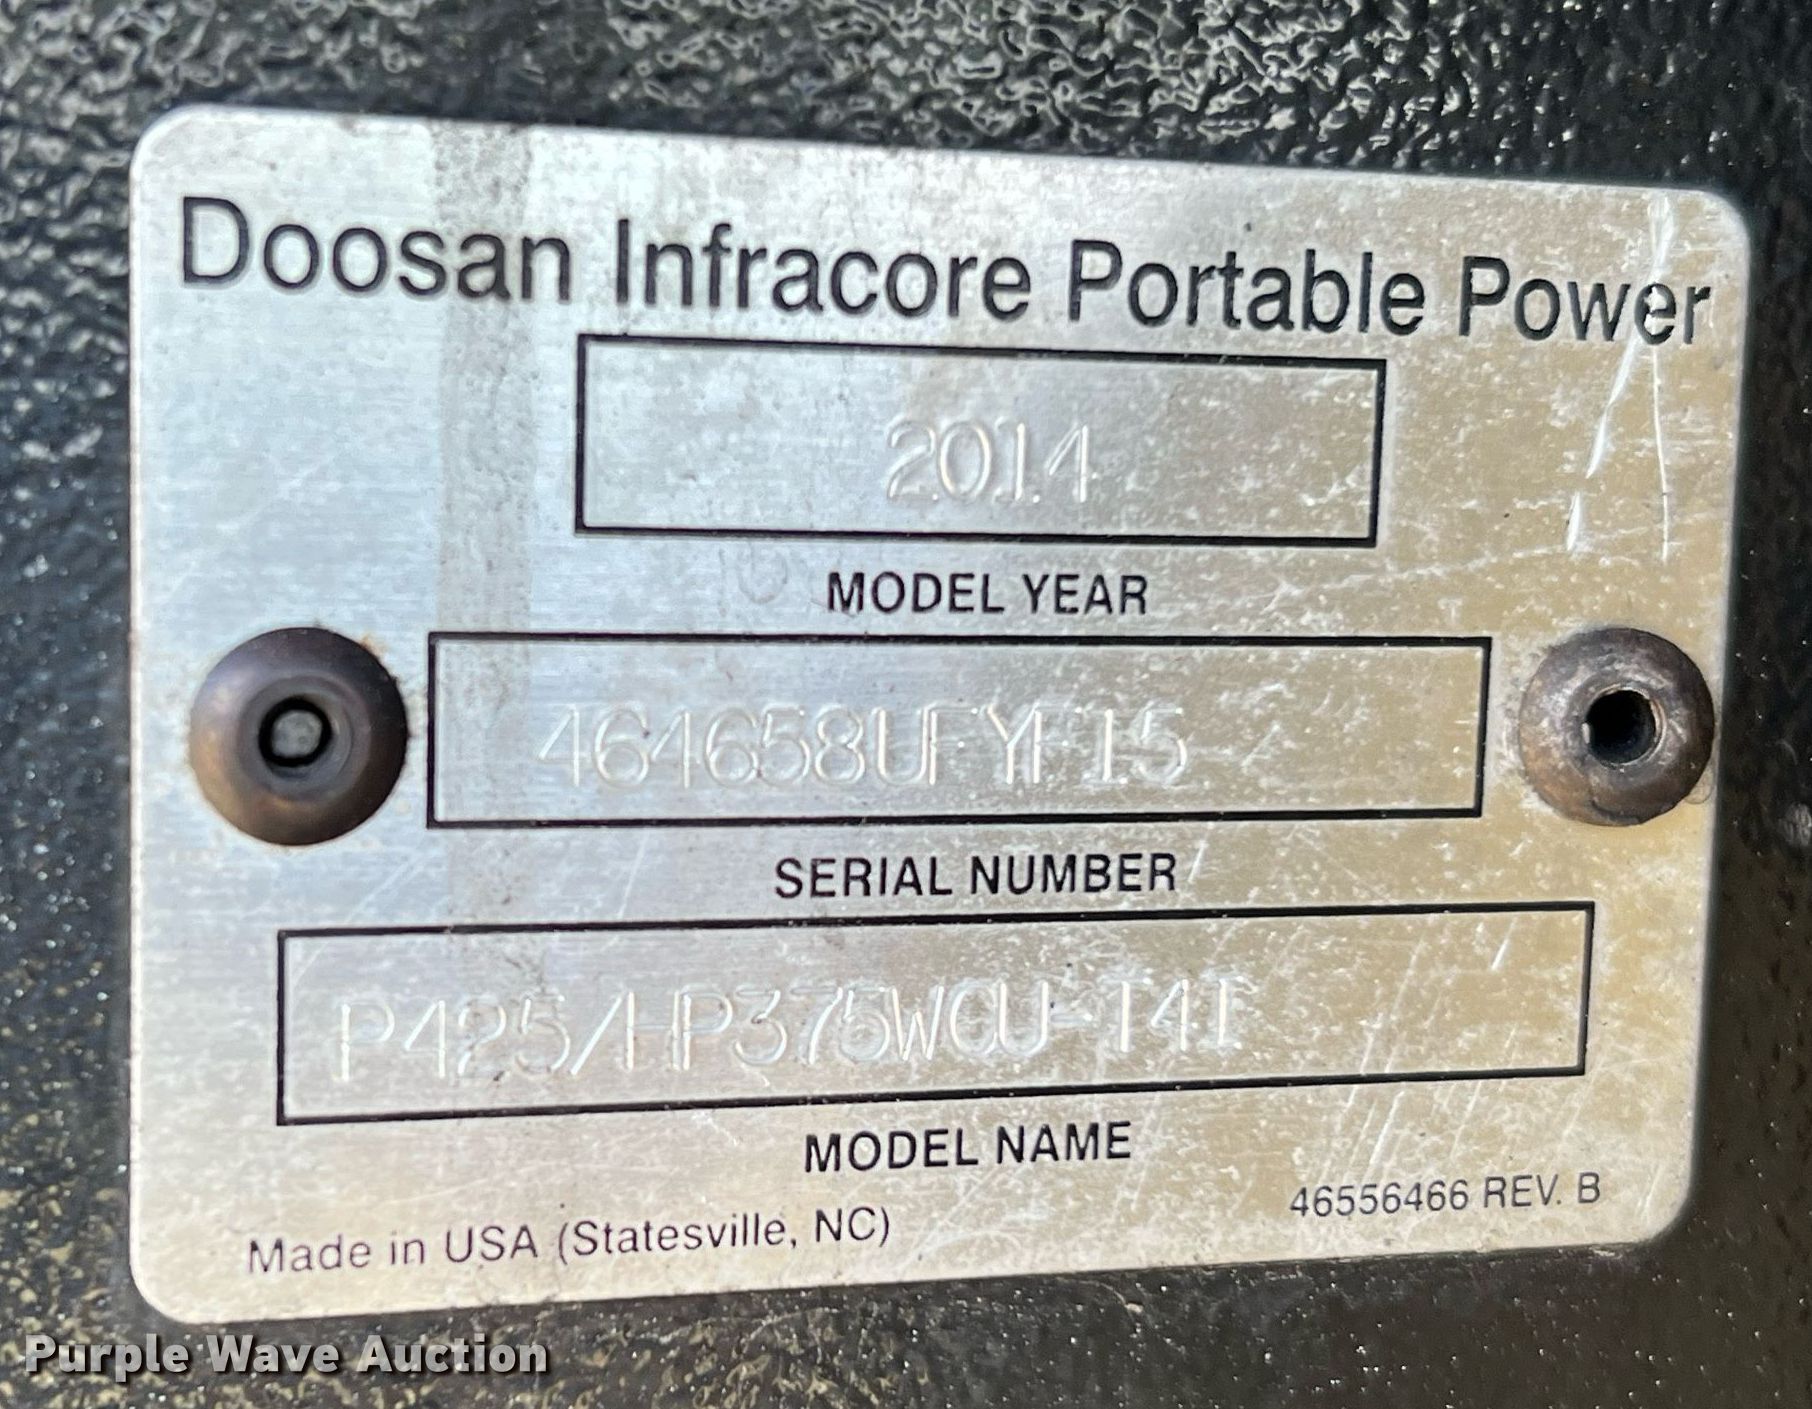 Doosan Infracore Portable Power
2014
MODEL YEAR
464658UFYF15
SERIAL NUMBER
P425/HP375WCU-T4I
MODEL NAME
46556466 REV. B
Made in USA (Statesville, NC)
Purple Wave Auction